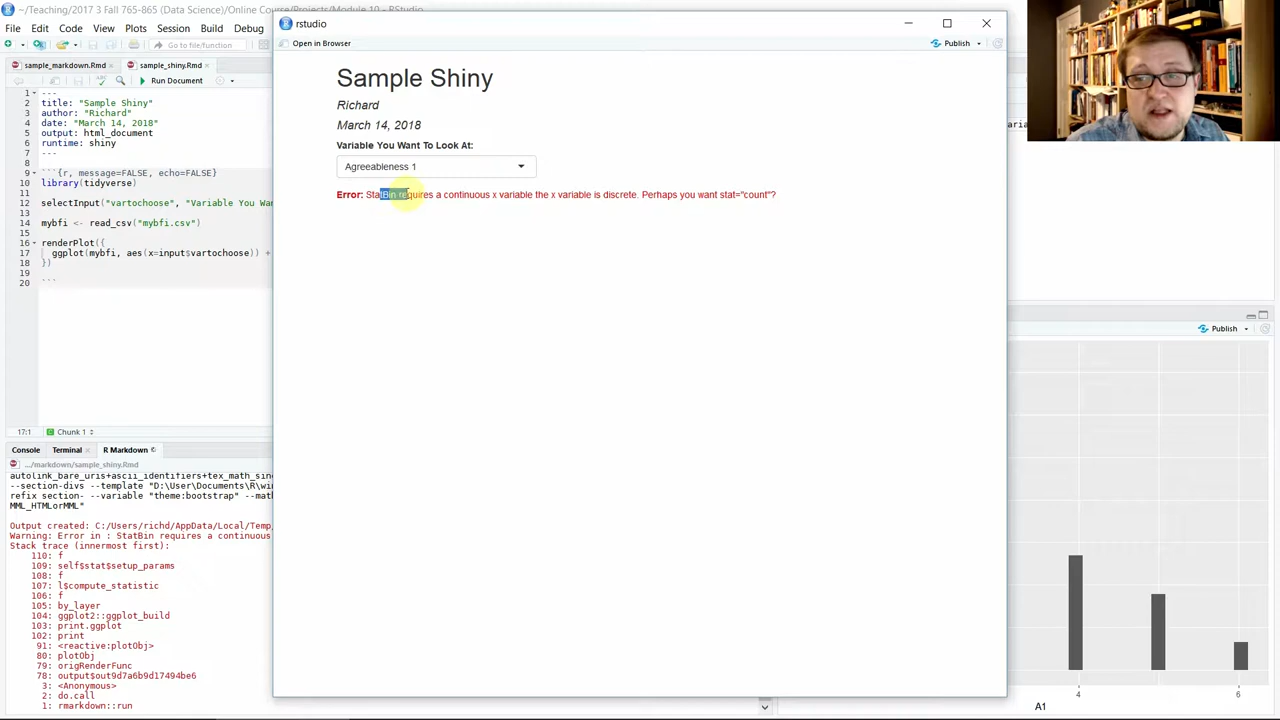 ~/Teaching/2017 3 Fall 765-865 (Data Science)/Online Course/Projects/Module 10 - RStudio
File Edit Code View Plots Session Build Debug
Go to file/function
sample_markdown.Rmd
sample_shiny.Rmd
Run Document
1 ---
2 title: "Sample Shiny"
3 author: "Richard"
4 date: "March 14, 2018"
5 output: html_document
6 runtime: shiny
7 ---
8
9 ```{r, message=FALSE, echo=FALSE}
10 library(tidyverse)
11
12 selectInput("vartochoose", "Variable You Wan
13
14 mybfi <- read_csv("mybfi.csv")
15
16 renderPlot({
17 ggplot(mybfi, aes(x=input$vartochoose)) +
18 })
19
20 ```
17:1 Chunk 1
Console Terminal R Markdown
.../markdown/sample_shiny.Rmd
autolink_bare_uris+ascii_identifiers+tex_math_sing
--section-divs --template "D:\User\Documents\R\win
refix section- --variable "theme:bootstrap" --math
MML_HTMLorMML"
Output created: C:/Users/richd/AppData/Local/Temp/
Warning: Error in : StatBin requires a continuous
Stack trace (innermost first):
110: f
109: self$stat$setup_params
108: f
107: l$compute_statistic
106: f
105: by_layer
104: ggplot2::ggplot_build
103: print.ggplot
102: print
91: <reactive:plotObj>
80: plotObj
79: origRenderFunc
78: output$out9d7a6b9d17494be6
3: <Anonymous>
2: do.call
1: rmarkdown::run
rstudio
Open in Browser
Publish
Sample Shiny
Richard
March 14, 2018
Variable You Want To Look At:
Agreeableness 1
Error: StatBin requires a continuous x variable the x variable is discrete. Perhaps you want stat="count"?
Publish
4 6
A1